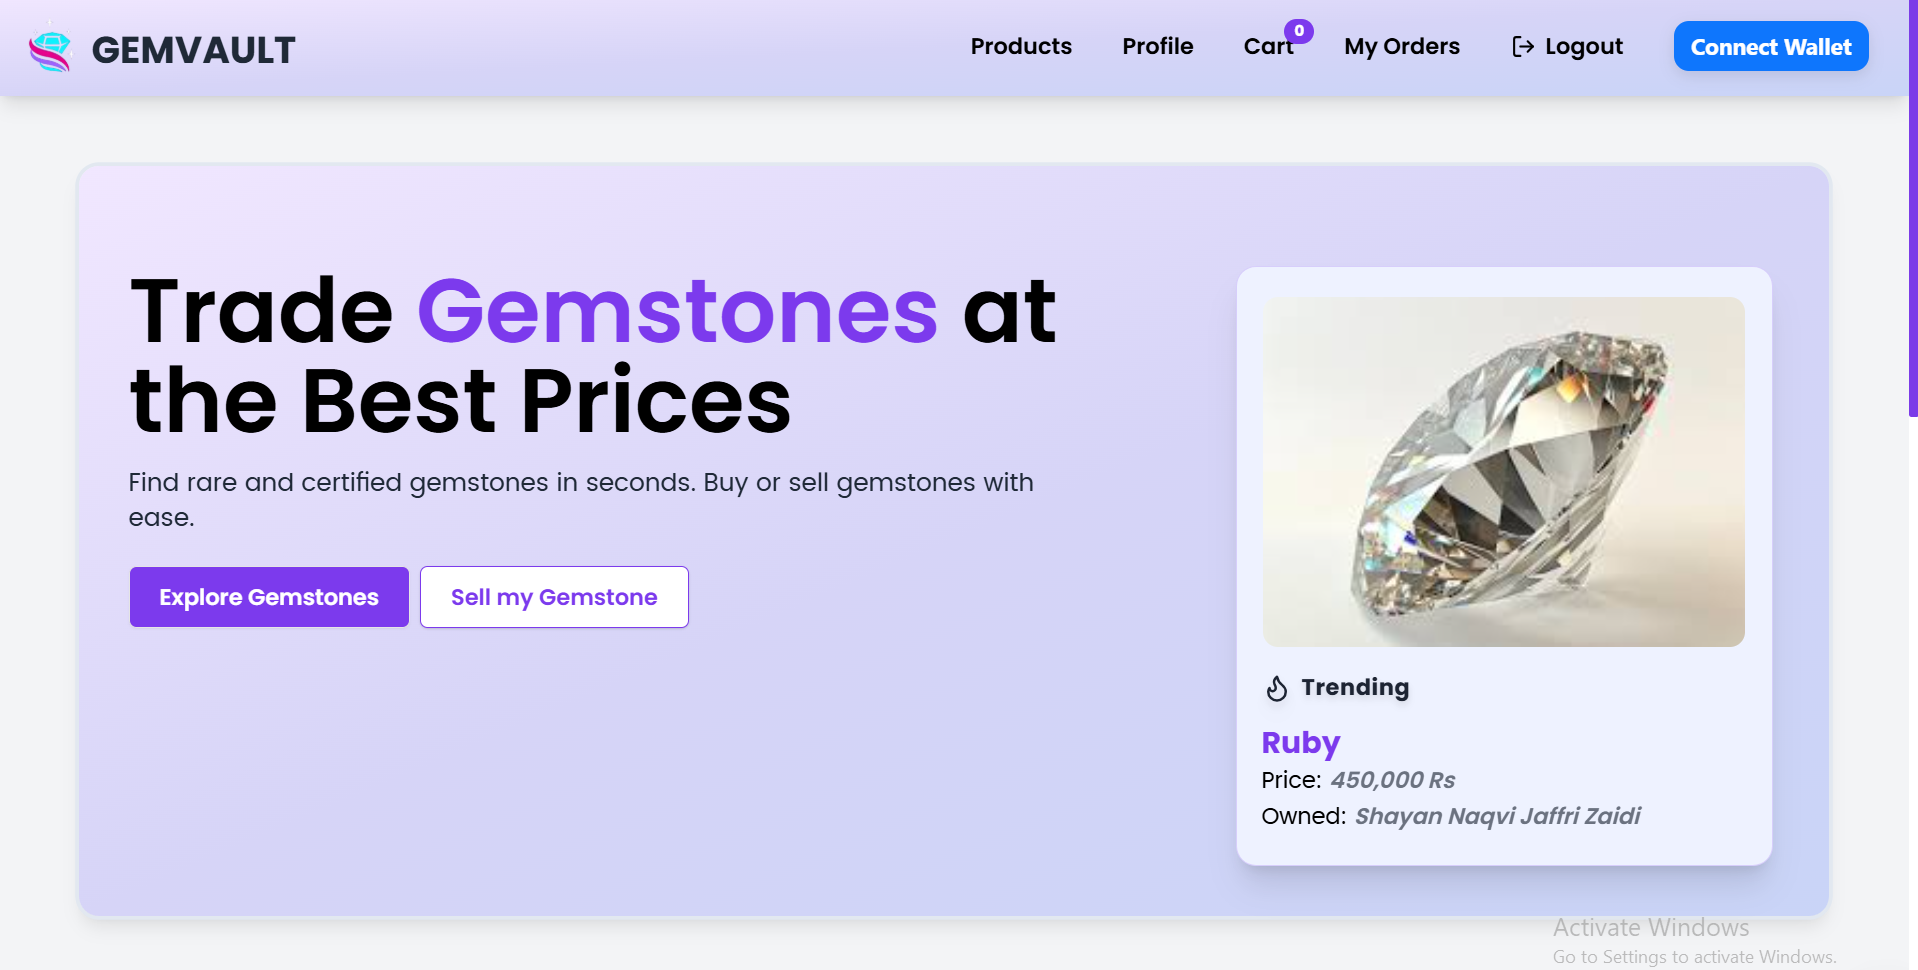 GEMVAULT
Products
Profile
Cart
0
My Orders
Logout
Connect Wallet
Trade Gemstones at
the Best Prices
Find rare and certified gemstones in seconds. Buy or sell gemstones with
ease.
Explore Gemstones
Sell my Gemstone
Trending
Ruby
Price: 450,000 Rs
Owned: Shayan Naqvi Jaffri Zaidi
Activate Windows
Go to Settings to activate Windows.